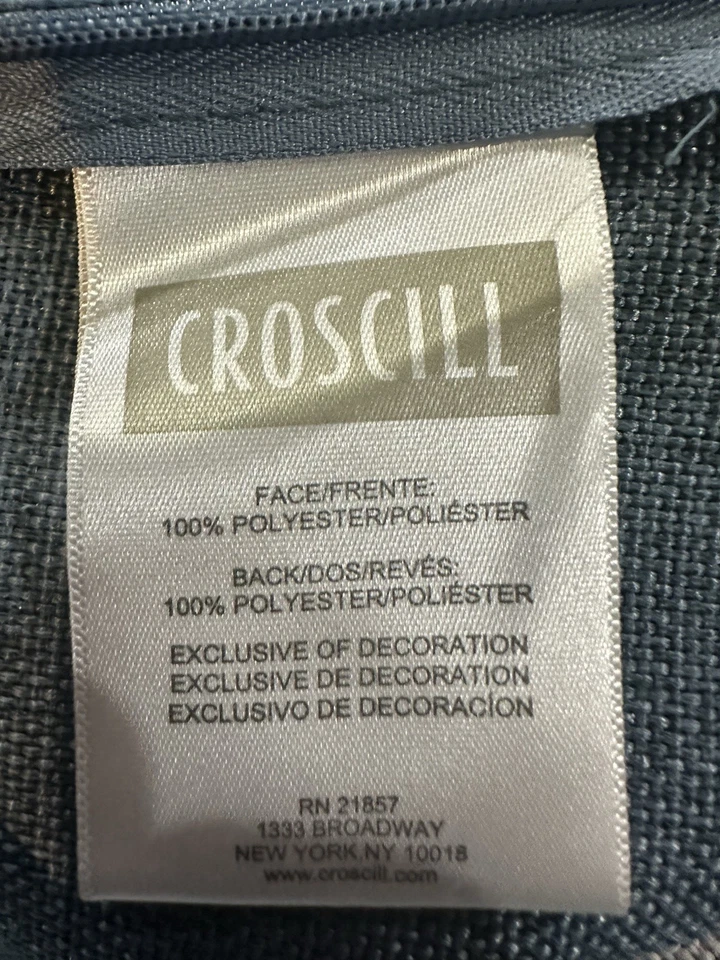 CROSCILL
FACE/FRENTE:
100% POLYESTER/POLIÉSTER
BACK/DOS/REVÉS:
100% POLYESTER/POLIÉSTER
EXCLUSIVE OF DECORATION
EXCLUSIVE DE DECORATION
EXCLUSIVO DE DECORACÍON
RN 21857
1333 BROADWAY
NEW YORK,NY 10018
www.croscill.com